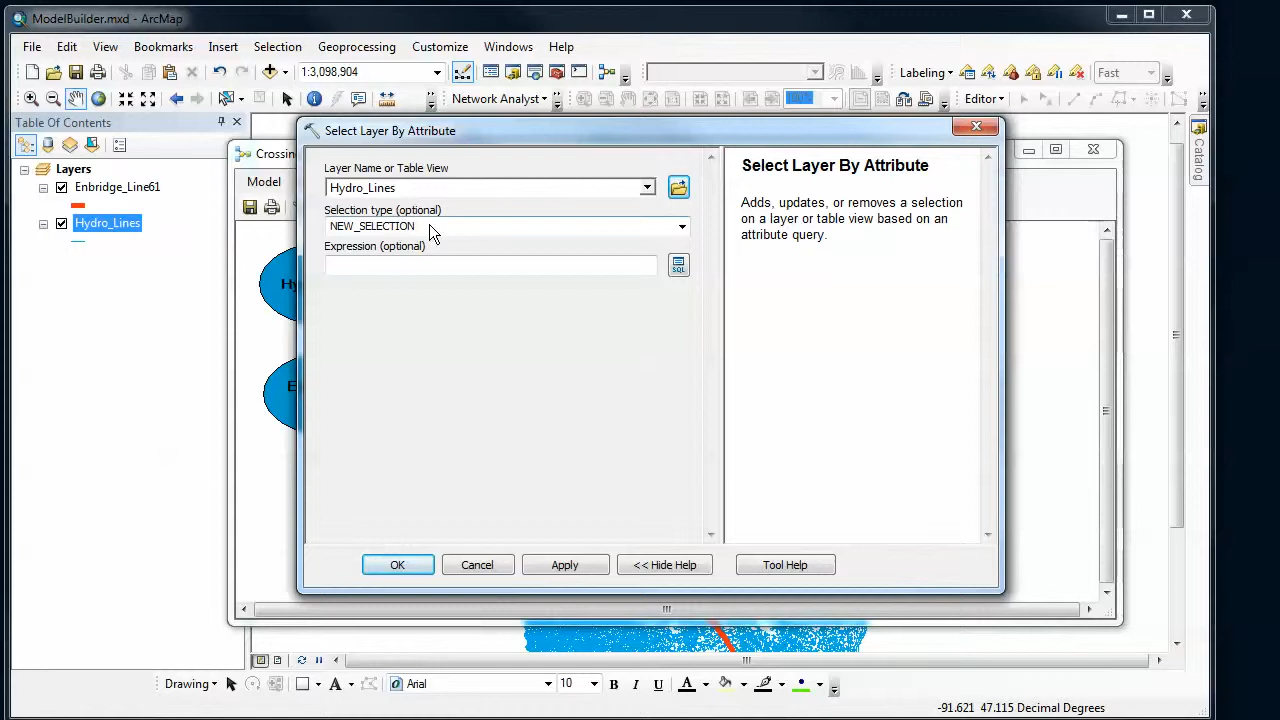 ModelBuilder.mxd - ArcMap
File Edit View Bookmarks Insert Selection Geoprocessing Customize Windows Help
1:3,098,904 Labeling Fast
Network Analyst 100% Editor
Table Of Contents
Layers
Enbridge_Line61
Hydro_Lines
Crossin
Model
Hy
E
Select Layer By Attribute
Layer Name or Table View
Hydro_Lines
Selection type (optional)
NEW_SELECTION
Expression (optional)
SQL
OK Cancel Apply << Hide Help Tool Help
Select Layer By Attribute
Adds, updates, or removes a selection
on a layer or table view based on an
attribute query.
Catalog
Drawing A Arial 10 B I U A
-91.621 47.115 Decimal Degrees